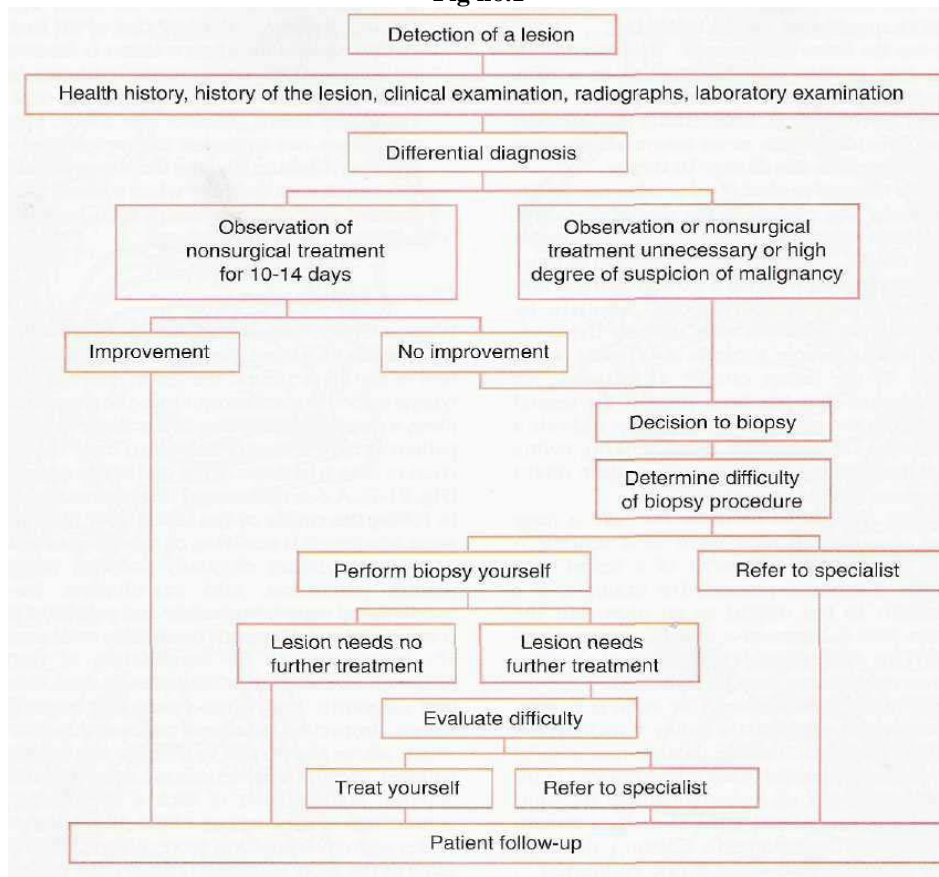 Fig no.1
Detection of a lesion
Health history, history of the lesion, clinical examination, radiographs, laboratory examination
Differential diagnosis
Observation of
nonsurgical treatment
for 10-14 days
Observation or nonsurgical
treatment unnecessary or high
degree of suspicion of malignancy
Improvement
No improvement
Decision to biopsy
Determine difficulty
of biopsy procedure
Perform biopsy yourself
Refer to specialist
Lesion needs no
further treatment
Lesion needs
further treatment
Evaluate difficulty
Treat yourself
Refer to specialist
Patient follow-up